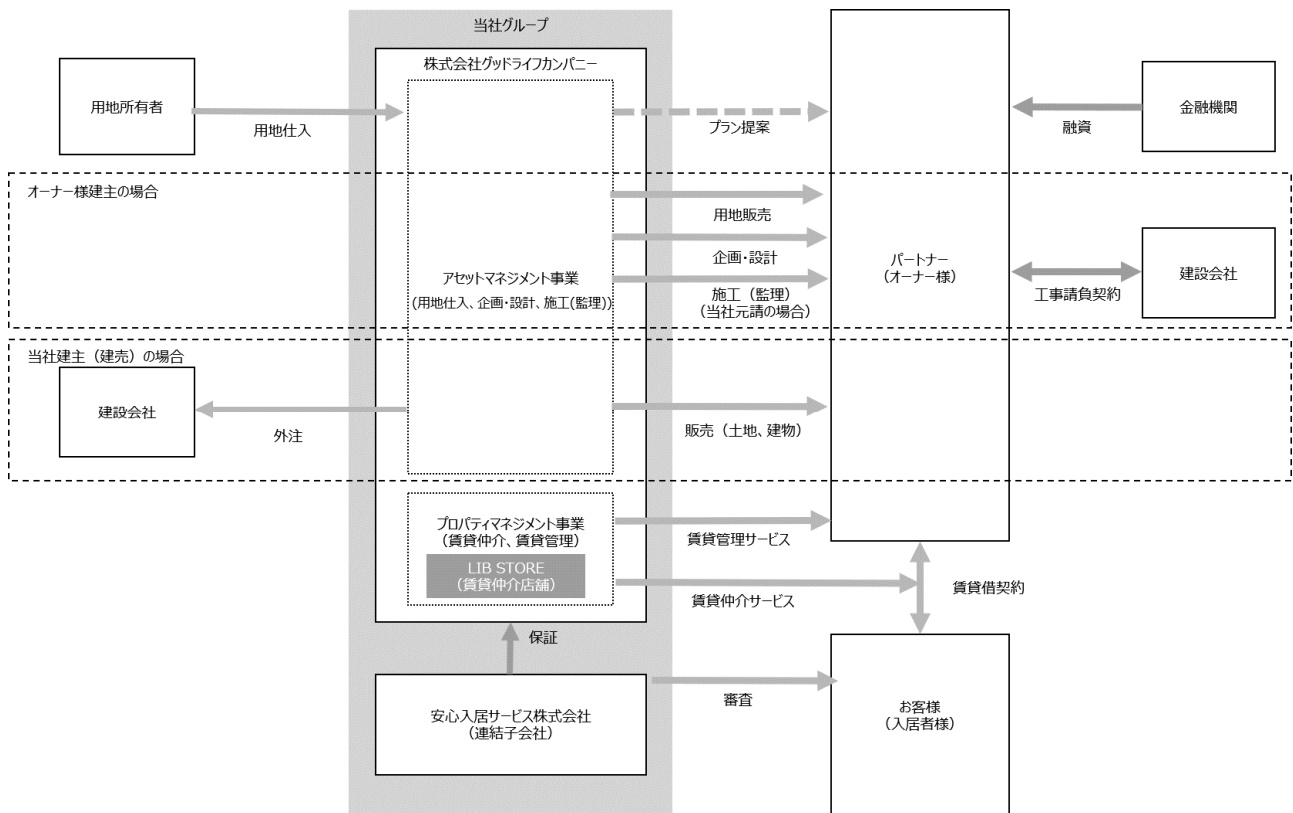 当社グループ
株式会社グッドライフカンパニー
用地所有者
用地仕入
プラン提案
融資
金融機関
オーナー様建主の場合
用地販売
企画・設計
アセットマネジメント事業
(用地仕入、企画・設計、施工(監理))
施工（監理）
（当社元請の場合）
パートナー
（オーナー様）
工事請負契約
建設会社
当社建主（建売）の場合
建設会社
外注
販売（土地、建物）
プロパティマネジメント事業
（賃貸仲介、賃貸管理）
LIB STORE
（賃貸仲介店舗）
賃貸管理サービス
賃貸仲介サービス
賃貸借契約
保証
安心入居サービス株式会社
（連結子会社）
審査
お客様
（入居者様）